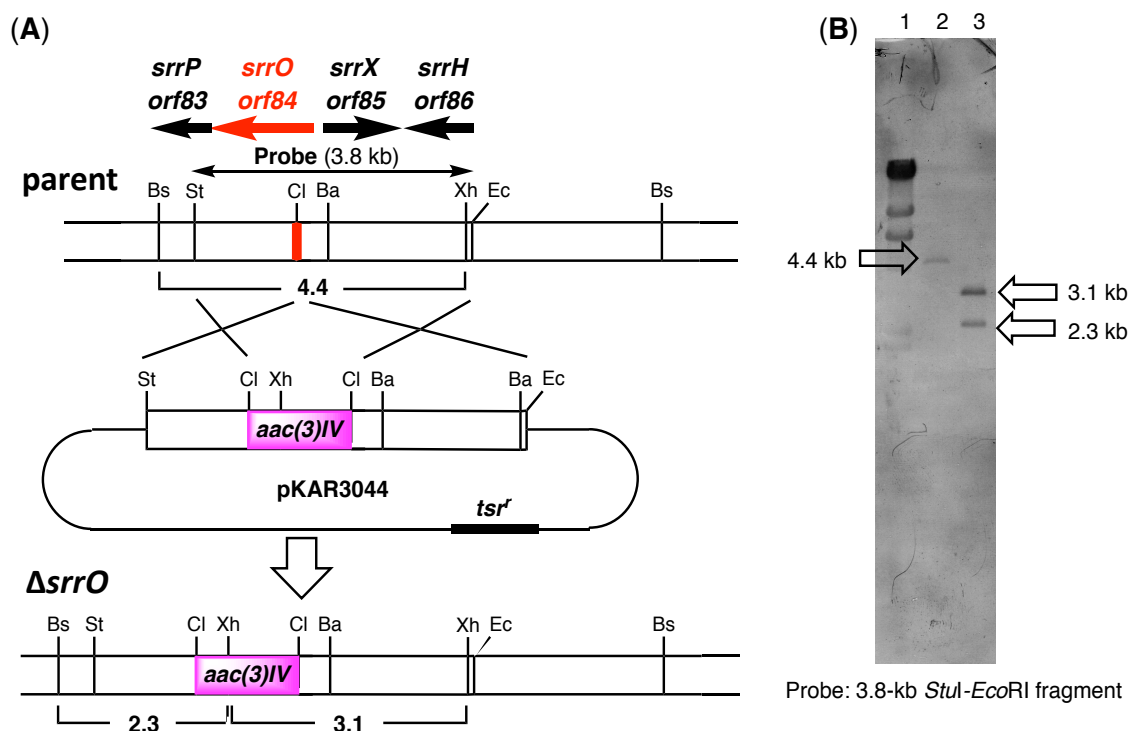 (A)
srrP srrO srrX srrH
orf83 orf84 orf85 orf86
Probe (3.8 kb)
parent
Bs St Cl Ba Xh Ec Bs
4.4
St Cl Xh Cl Ba Ba Ec
aac(3)IV
pKAR3044
tsrʳ
ΔsrrO
Bs St Cl Xh Cl Ba Xh Ec Bs
aac(3)IV
2.3 3.1
(B)
1 2 3
4.4 kb
3.1 kb
2.3 kb
Probe: 3.8-kb StuI-EcoRI fragment